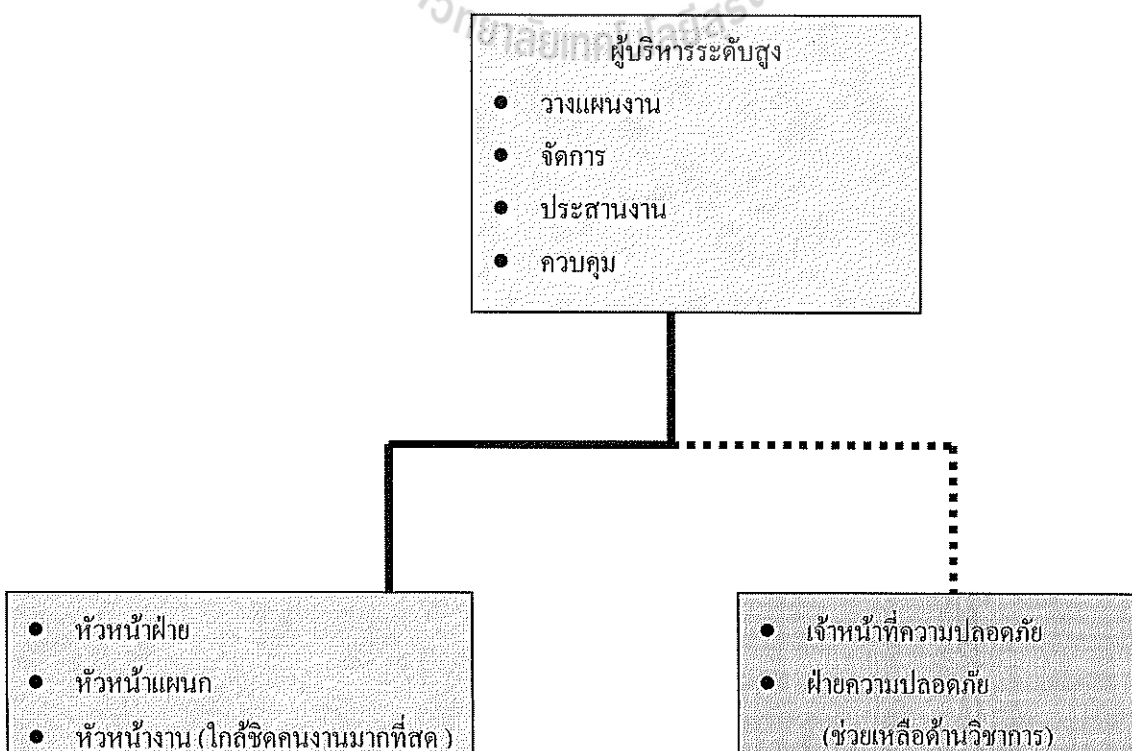 ผู้บริหารระดับสูง
วางแผนงาน
จัดการ
ประสานงาน
ควบคุม
หัวหน้าฝ่าย
หัวหน้าแผนก
หัวหน้างาน (ใกล้ชิดคนงานมากที่สุด )
เจ้าหน้าที่ความปลอดภัย
ฝ่ายความปลอดภัย
(ช่วยเหลือด้านวิชาการ)